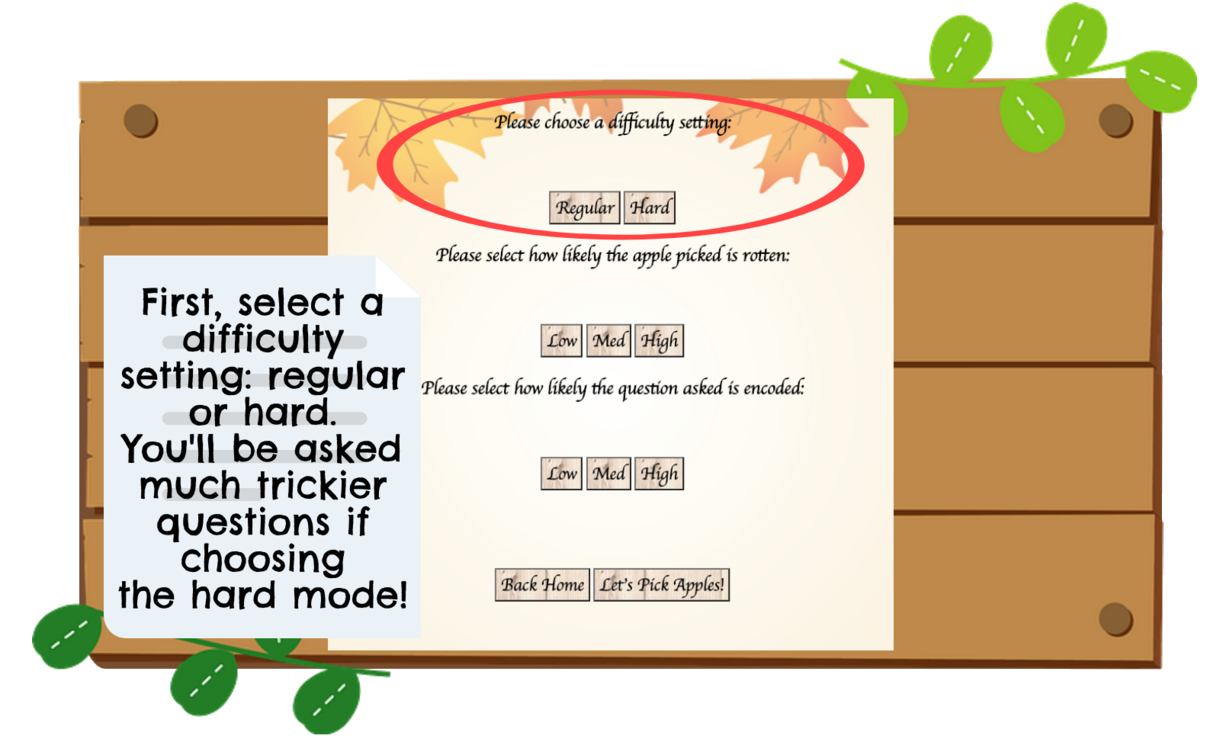 Please choose a difficulty setting:
Regular Hard
Please select how likely the apple picked is rotten:
Low Med High
Please select how likely the question asked is encoded:
Low Med High
Back Home Let's Pick Apples!
First, select a
difficulty
setting: regular
or hard.
You'll be asked
much trickier
questions if
choosing
the hard mode!